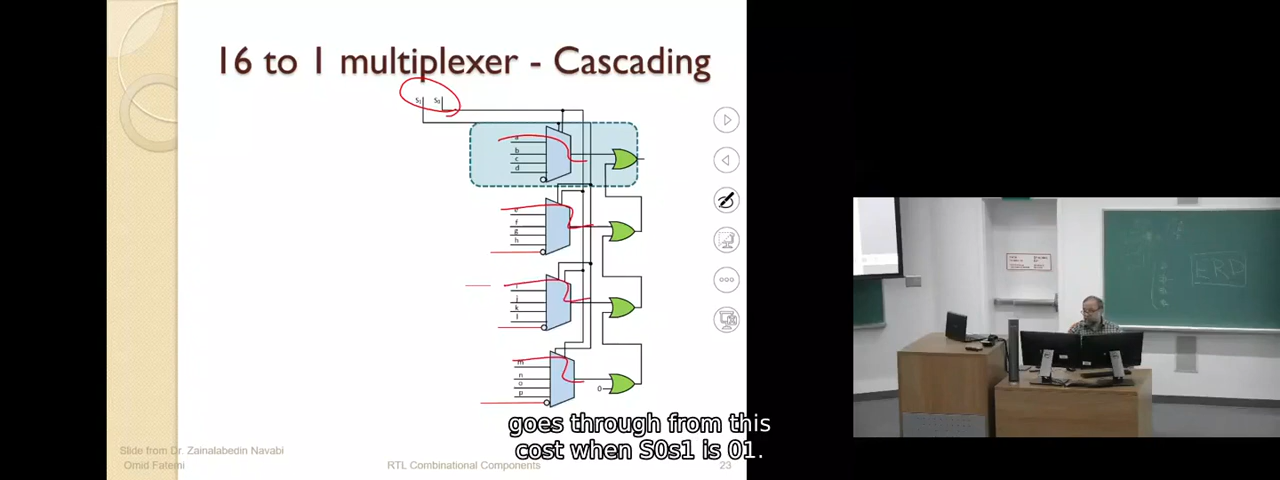 16 to 1 multiplexer - Cascading
S1 S0
a
b
c
d
f
g
h
j
k
l
m
n
o
p
0
ERD
goes through from this
cost when S0s1 is 01.
Slide from Dr. Zainalabedin Navabi
Omid Fatemi
RTL Combinational Components
23